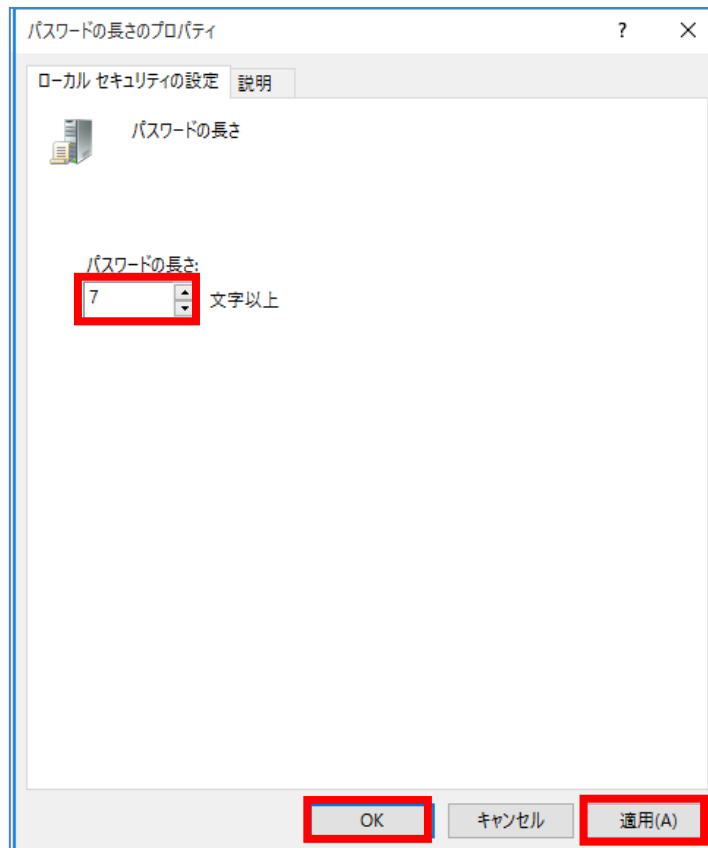 パスワードの長さのプロパティ ? ×
ローカル セキュリティの設定 説明
パスワードの長さ
パスワードの長さ:
7 文字以上
OK キャンセル 適用(A)